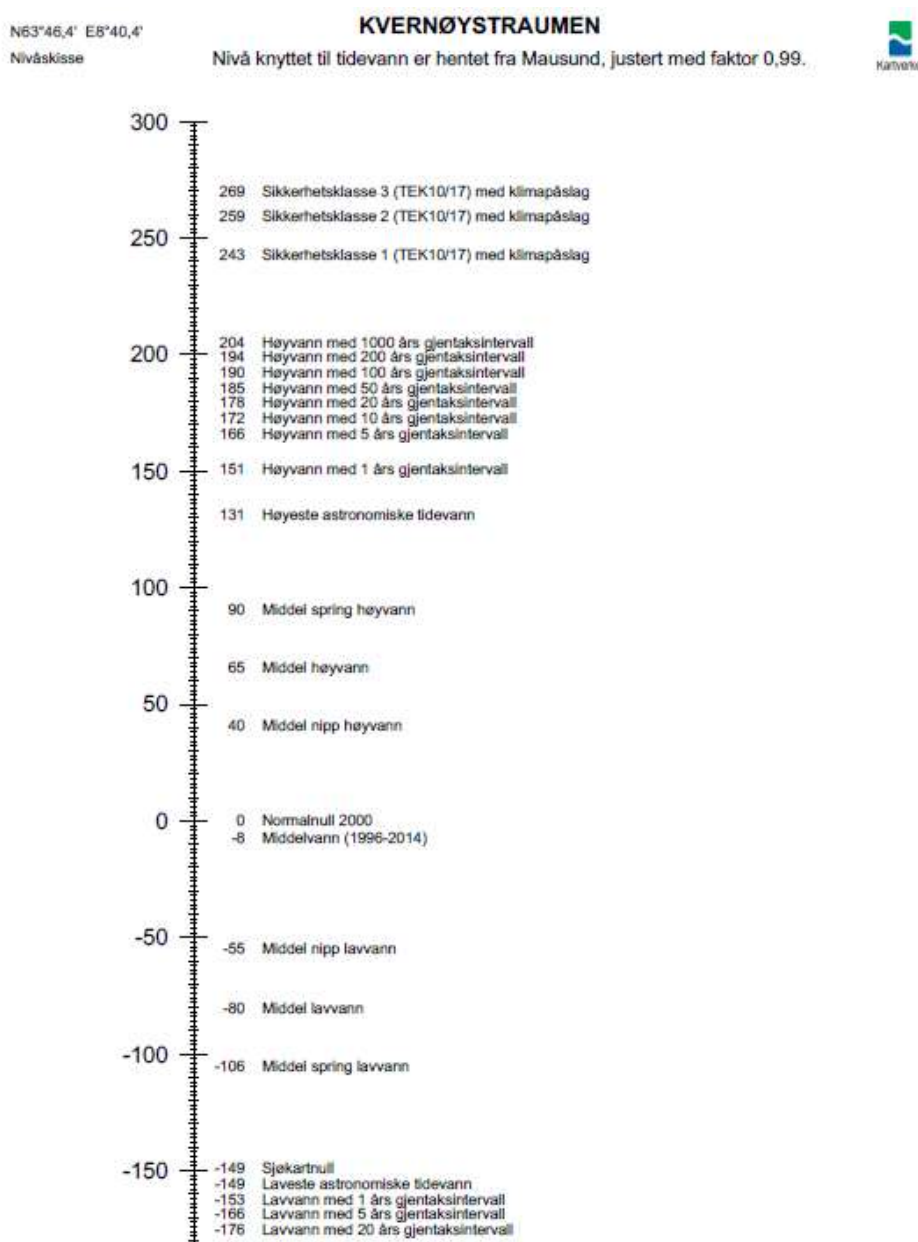 N63°46,4' E8°40,4'
KVERNØYSTRAUMEN
Nivåskisse
Nivå knyttet til tidevann er hentet fra Mausund, justert med faktor 0,99.
300
269 Sikkerhetsklasse 3 (TEK10/17) med klimapåslag
259 Sikkerhetsklasse 2 (TEK10/17) med klimapåslag
250
243 Sikkerhetsklasse 1 (TEK10/17) med klimapåslag
204 Høyvann med 1000 års gjentaksintervall
200
194 Høyvann med 200 års gjentaksintervall
190 Høyvann med 100 års gjentaksintervall
185 Høyvann med 50 års gjentaksintervall
178 Høyvann med 20 års gjentaksintervall
172 Høyvann med 10 års gjentaksintervall
166 Høyvann med 5 års gjentaksintervall
150
151 Høyvann med 1 års gjentaksintervall
131 Høyeste astronomiske tidevann
100
90 Middel spring høyvann
65 Middel høyvann
50
40 Middel nipp høyvann
0
0 Normalnull 2000
-8 Middelvann (1996-2014)
-50
-55 Middel nipp lavvann
-80 Middel lavvann
-100
-106 Middel spring lavvann
-150
-149 Sjøkartnull
-149 Laveste astronomiske tidevann
-153 Lavvann med 1 års gjentaksintervall
-166 Lavvann med 5 års gjentaksintervall
-176 Lavvann med 20 års gjentaksintervall